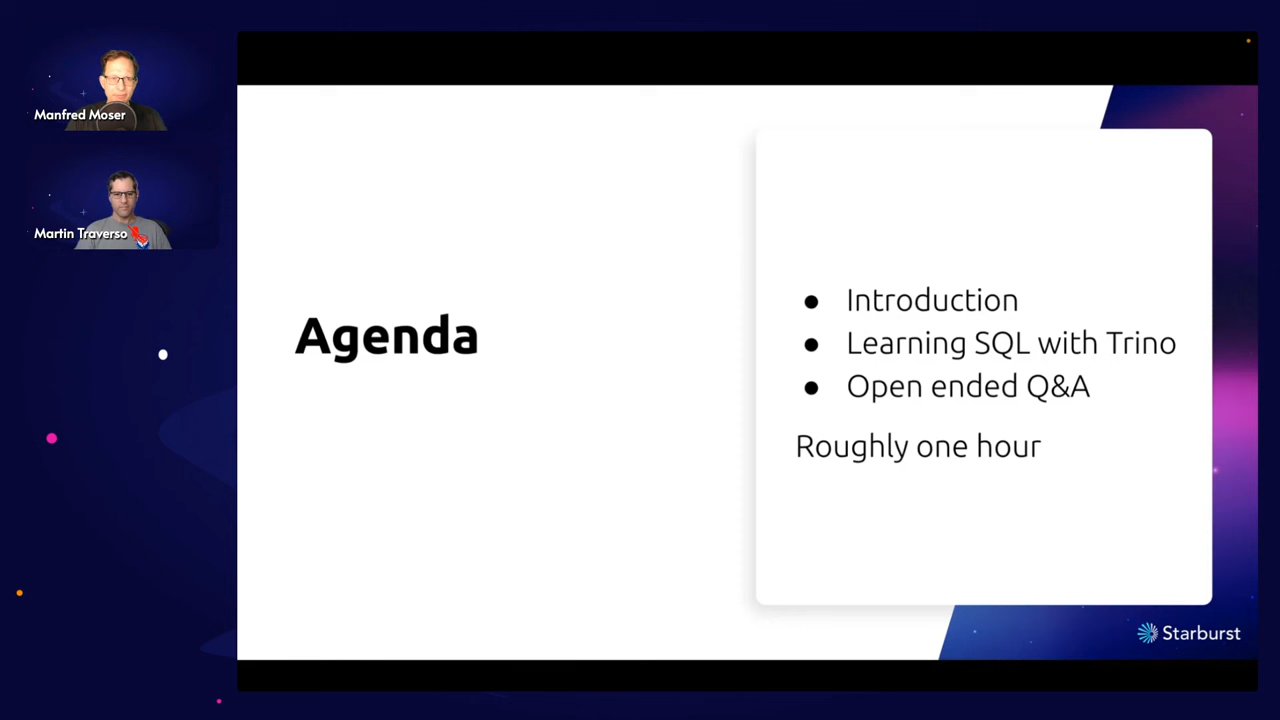 Manfred Moser
Martin Traverso
Agenda
● Introduction
● Learning SQL with Trino
● Open ended Q&A
Roughly one hour
Starburst